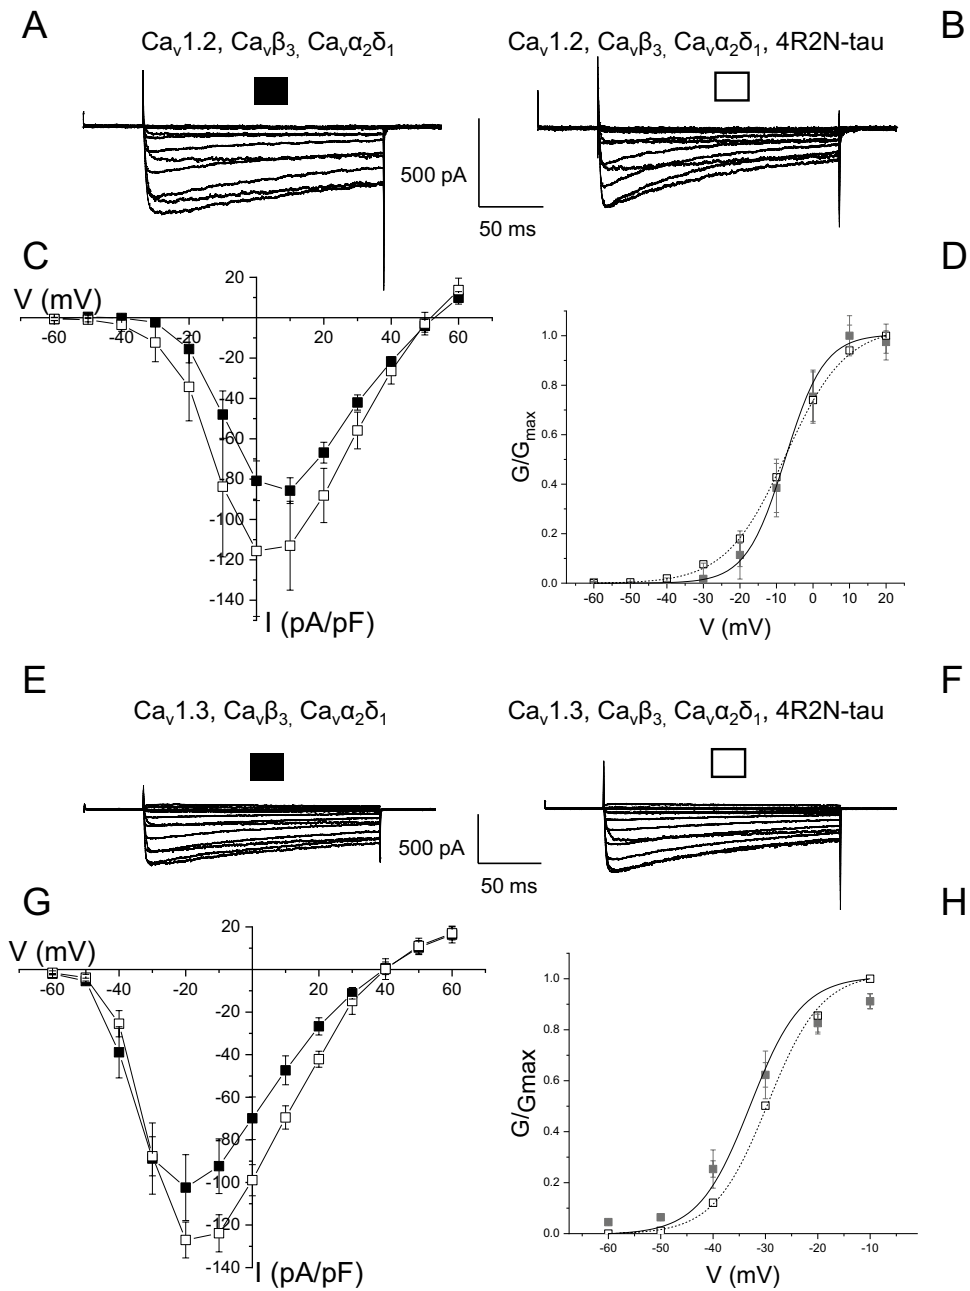 A
B
Caᵥ1.2, Caᵥβ₃, Caᵥα₂δ₁
Caᵥ1.2, Caᵥβ₃, Caᵥα₂δ₁, 4R2N-tau
500 pA
50 ms
C
D
V (mV)
20
-60 -40 -20 20 40 60
-20
-40
-60
-80
-100
-120
-140
I (pA/pF)
G/Gₘₐₓ
1.0
0.8
0.6
0.4
0.2
0.0
-60 -50 -40 -30 -20 -10 0 10 20
V (mV)
E
F
Caᵥ1.3, Caᵥβ₃, Caᵥα₂δ₁
Caᵥ1.3, Caᵥβ₃, Caᵥα₂δ₁, 4R2N-tau
500 pA
50 ms
G
H
V (mV)
20
-60 -40 -20 20 40 60
-20
-40
-60
-80
-100
-120
-140
I (pA/pF)
G/Gmax
1.0
0.8
0.6
0.4
0.2
0.0
-60 -50 -40 -30 -20 -10
V (mV)